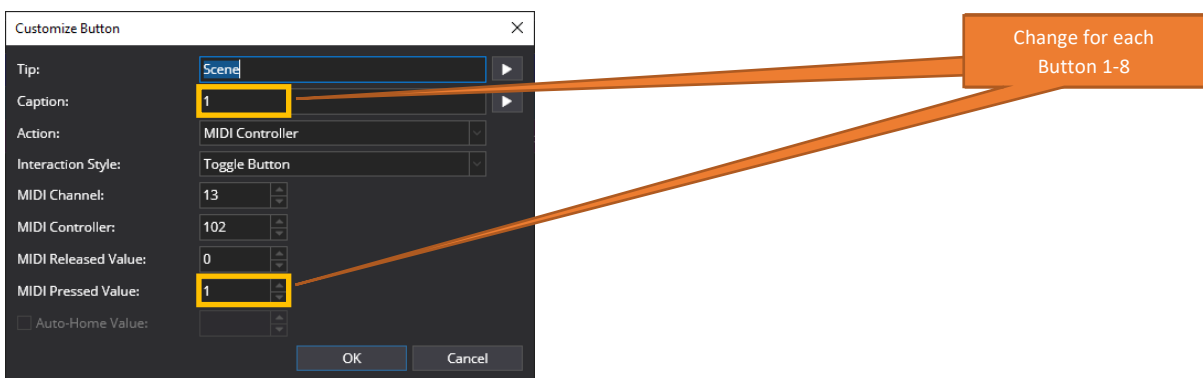 Customize Button
Tip: Scene
Caption: 1
Action: MIDI Controller
Interaction Style: Toggle Button
MIDI Channel: 13
MIDI Controller: 102
MIDI Released Value: 0
MIDI Pressed Value: 1
Auto-Home Value:
OK Cancel
Change for each
Button 1-8